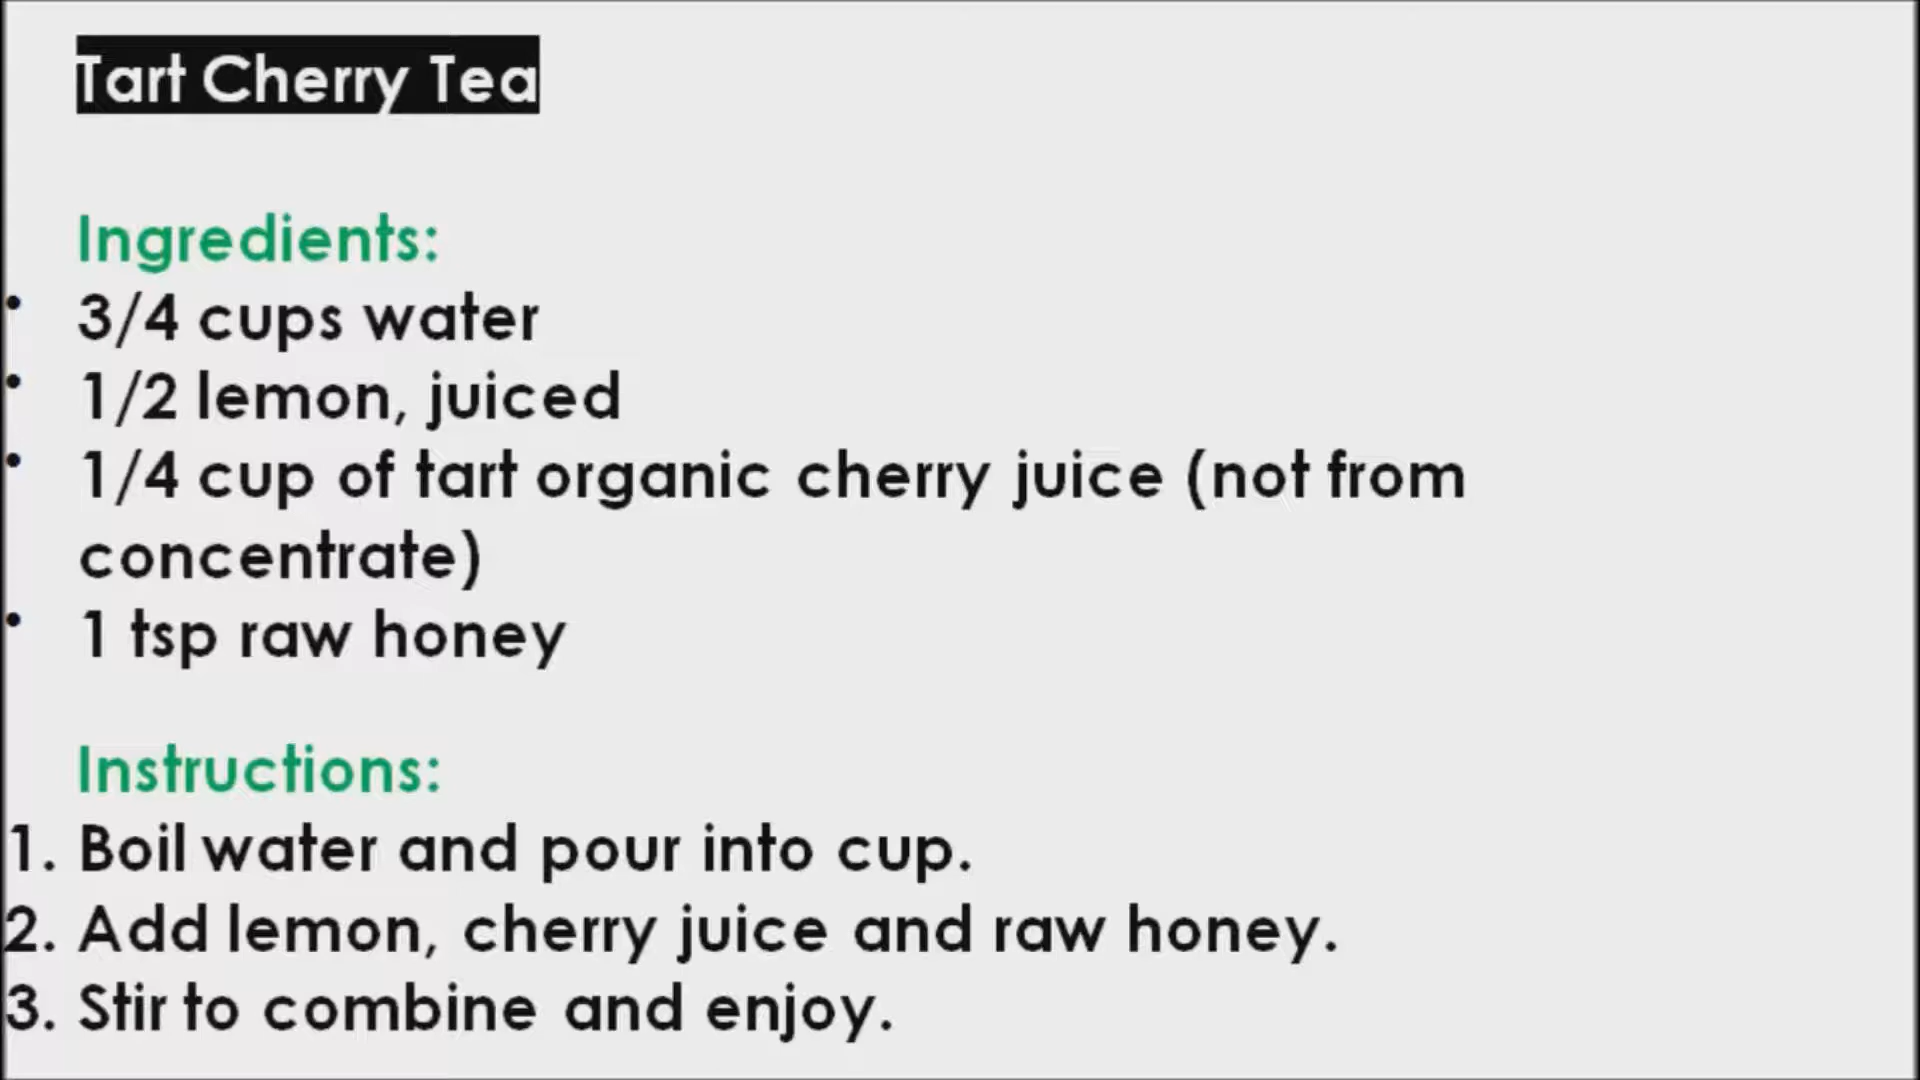 Tart Cherry Tea
Ingredients:
• 3/4 cups water
• 1/2 lemon, juiced
• 1/4 cup of tart organic cherry juice (not from
concentrate)
• 1 tsp raw honey
Instructions:
1. Boil water and pour into cup.
2. Add lemon, cherry juice and raw honey.
3. Stir to combine and enjoy.